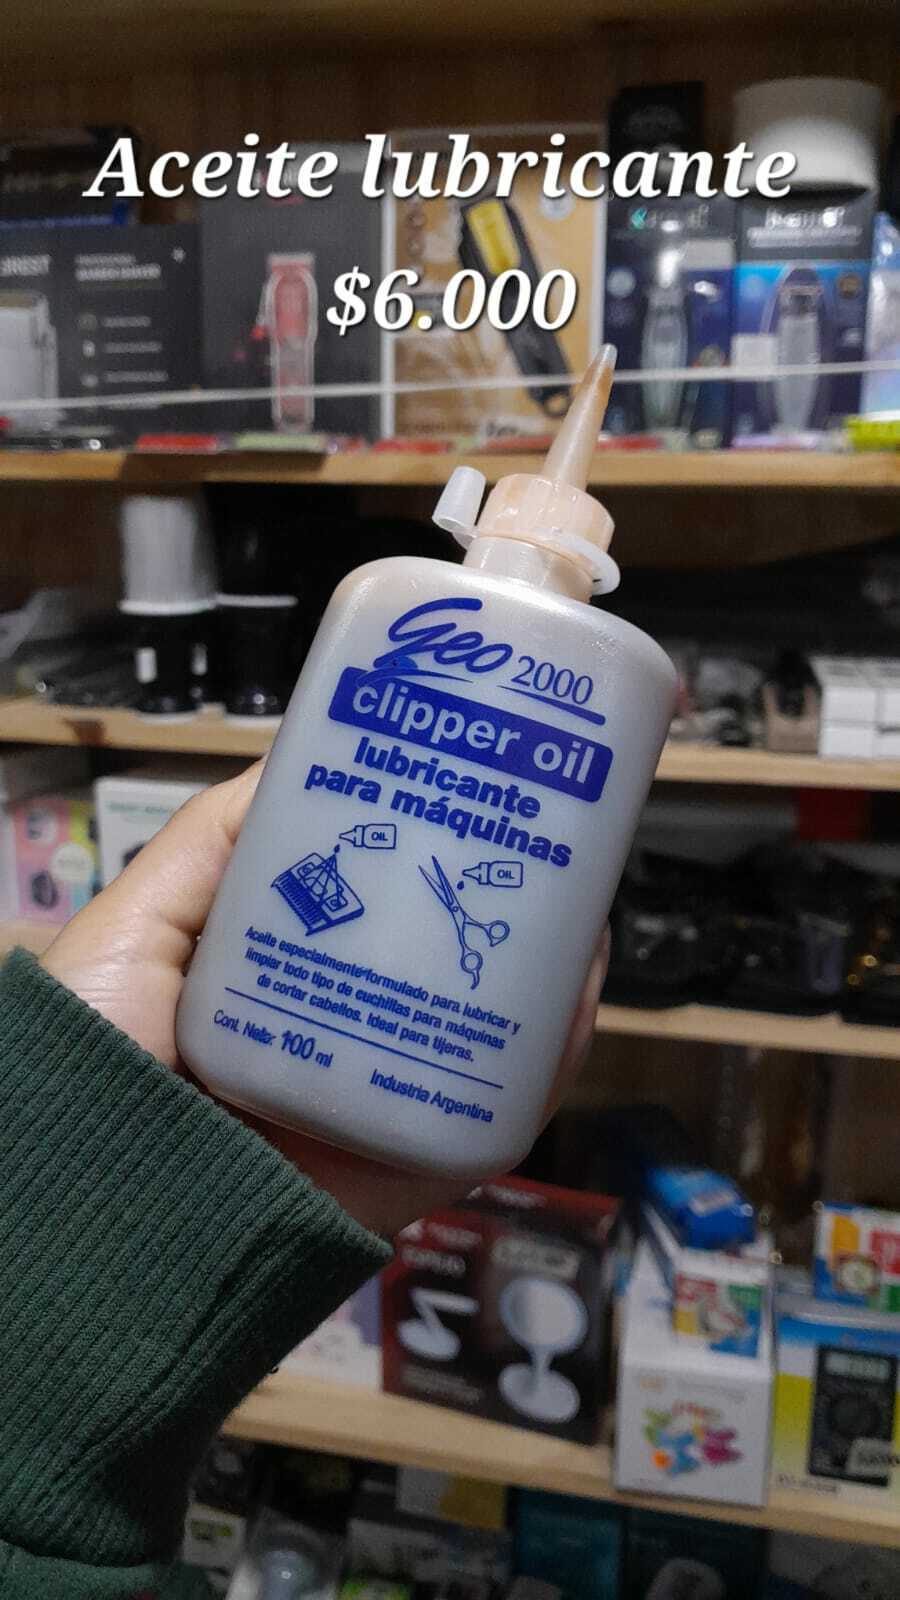 Aceite lubricante
$6.000
Geo 2000
clipper oil
lubricante
para máquinas
OIL
OIL
Aceite especialmente formulado para lubricar y
limpiar todo tipo de cuchillas para máquinas
de cortar cabellos. Ideal para tijeras.
Cont. Neto: 100 ml
Industria Argentina